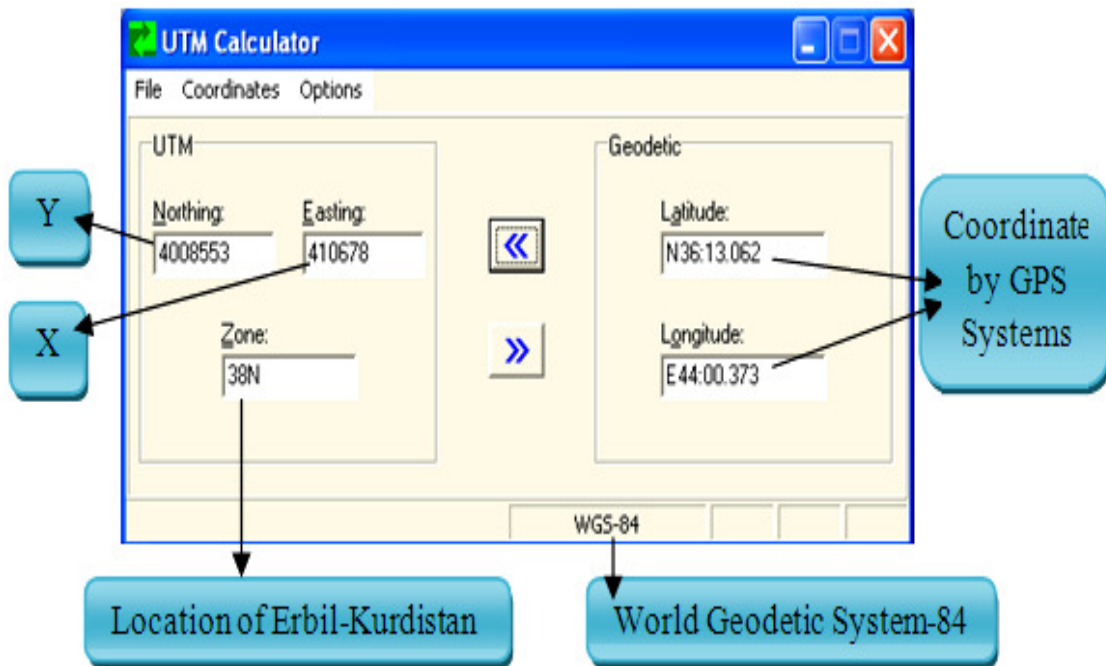 UTM Calculator
File Coordinates Options
UTM
Northing: Easting:
4008553 410678
Zone:
38N
Geodetic
Latitude:
N36:13.062
Longitude:
E44:00.373
WGS-84
Y
X
Coordinate
by GPS
Systems
Location of Erbil-Kurdistan
World Geodetic System-84